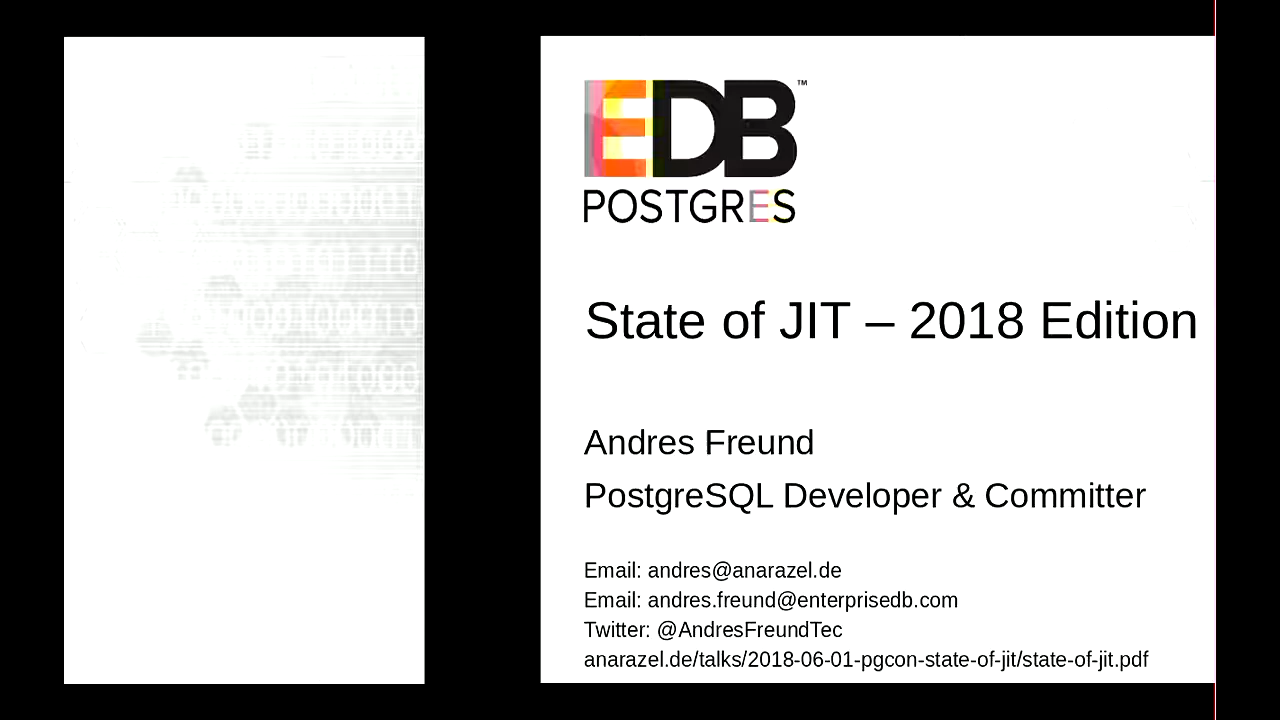 EDB™
POSTGRES
State of JIT – 2018 Edition
Andres Freund
PostgreSQL Developer & Committer
Email: andres@anarazel.de
Email: andres.freund@enterprisedb.com
Twitter: @AndresFreundTec
anarazel.de/talks/2018-06-01-pgcon-state-of-jit/state-of-jit.pdf